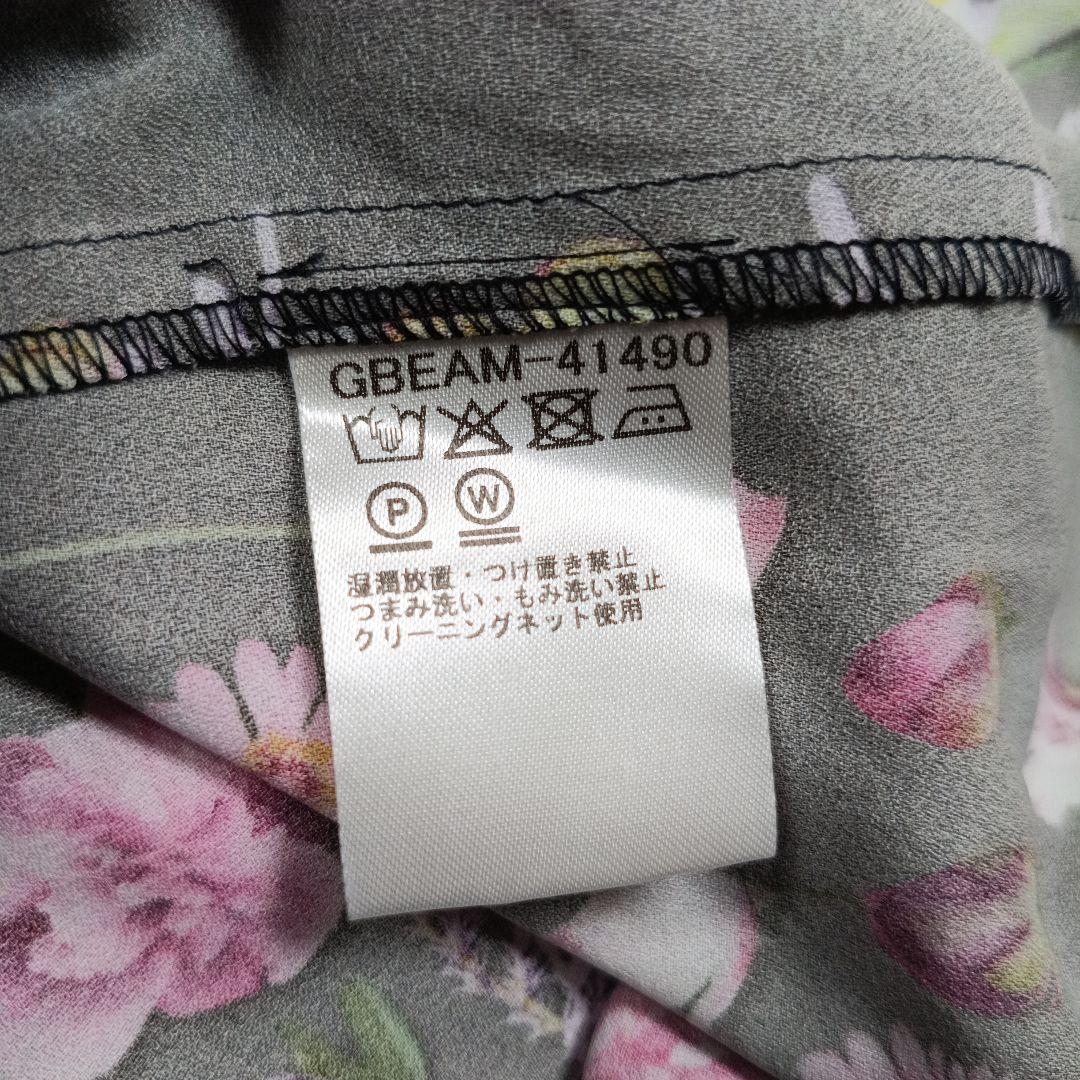 GBEAM-41490
P W
湿潤放置・つけ置き禁止
つまみ洗い・もみ洗い禁止
クリーニングネット使用